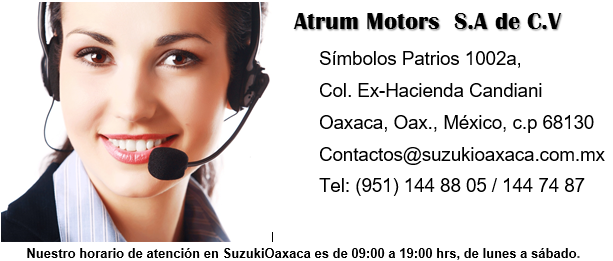 Atrum Motors  S.A de C.V
Símbolos Patrios 1002a,
Col. Ex-Hacienda Candiani
Oaxaca, Oax., México, c.p 68130
Contactos@suzukioaxaca.com.mx
Tel: (951) 144 88 05 / 144 74 87
Nuestro horario de atención en SuzukiOaxaca es de 09:00 a 19:00 hrs, de lunes a sábado.